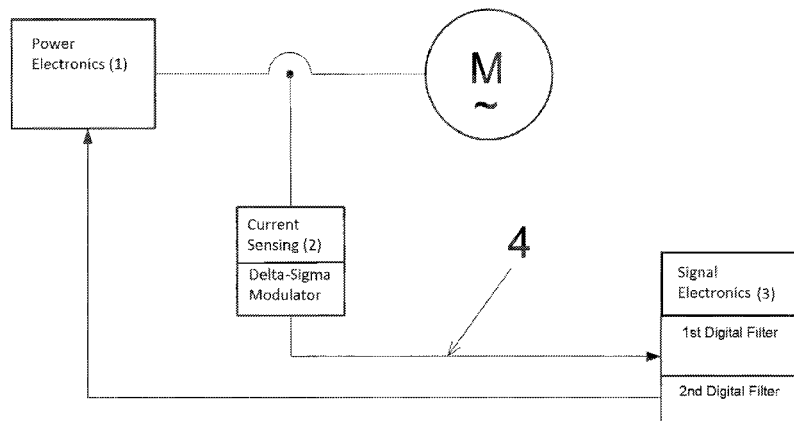 Power
Electronics (1)
M
~
Current
Sensing (2)
Delta-Sigma
Modulator
4
Signal
Electronics (3)
1st Digital Filter
2nd Digital Filter